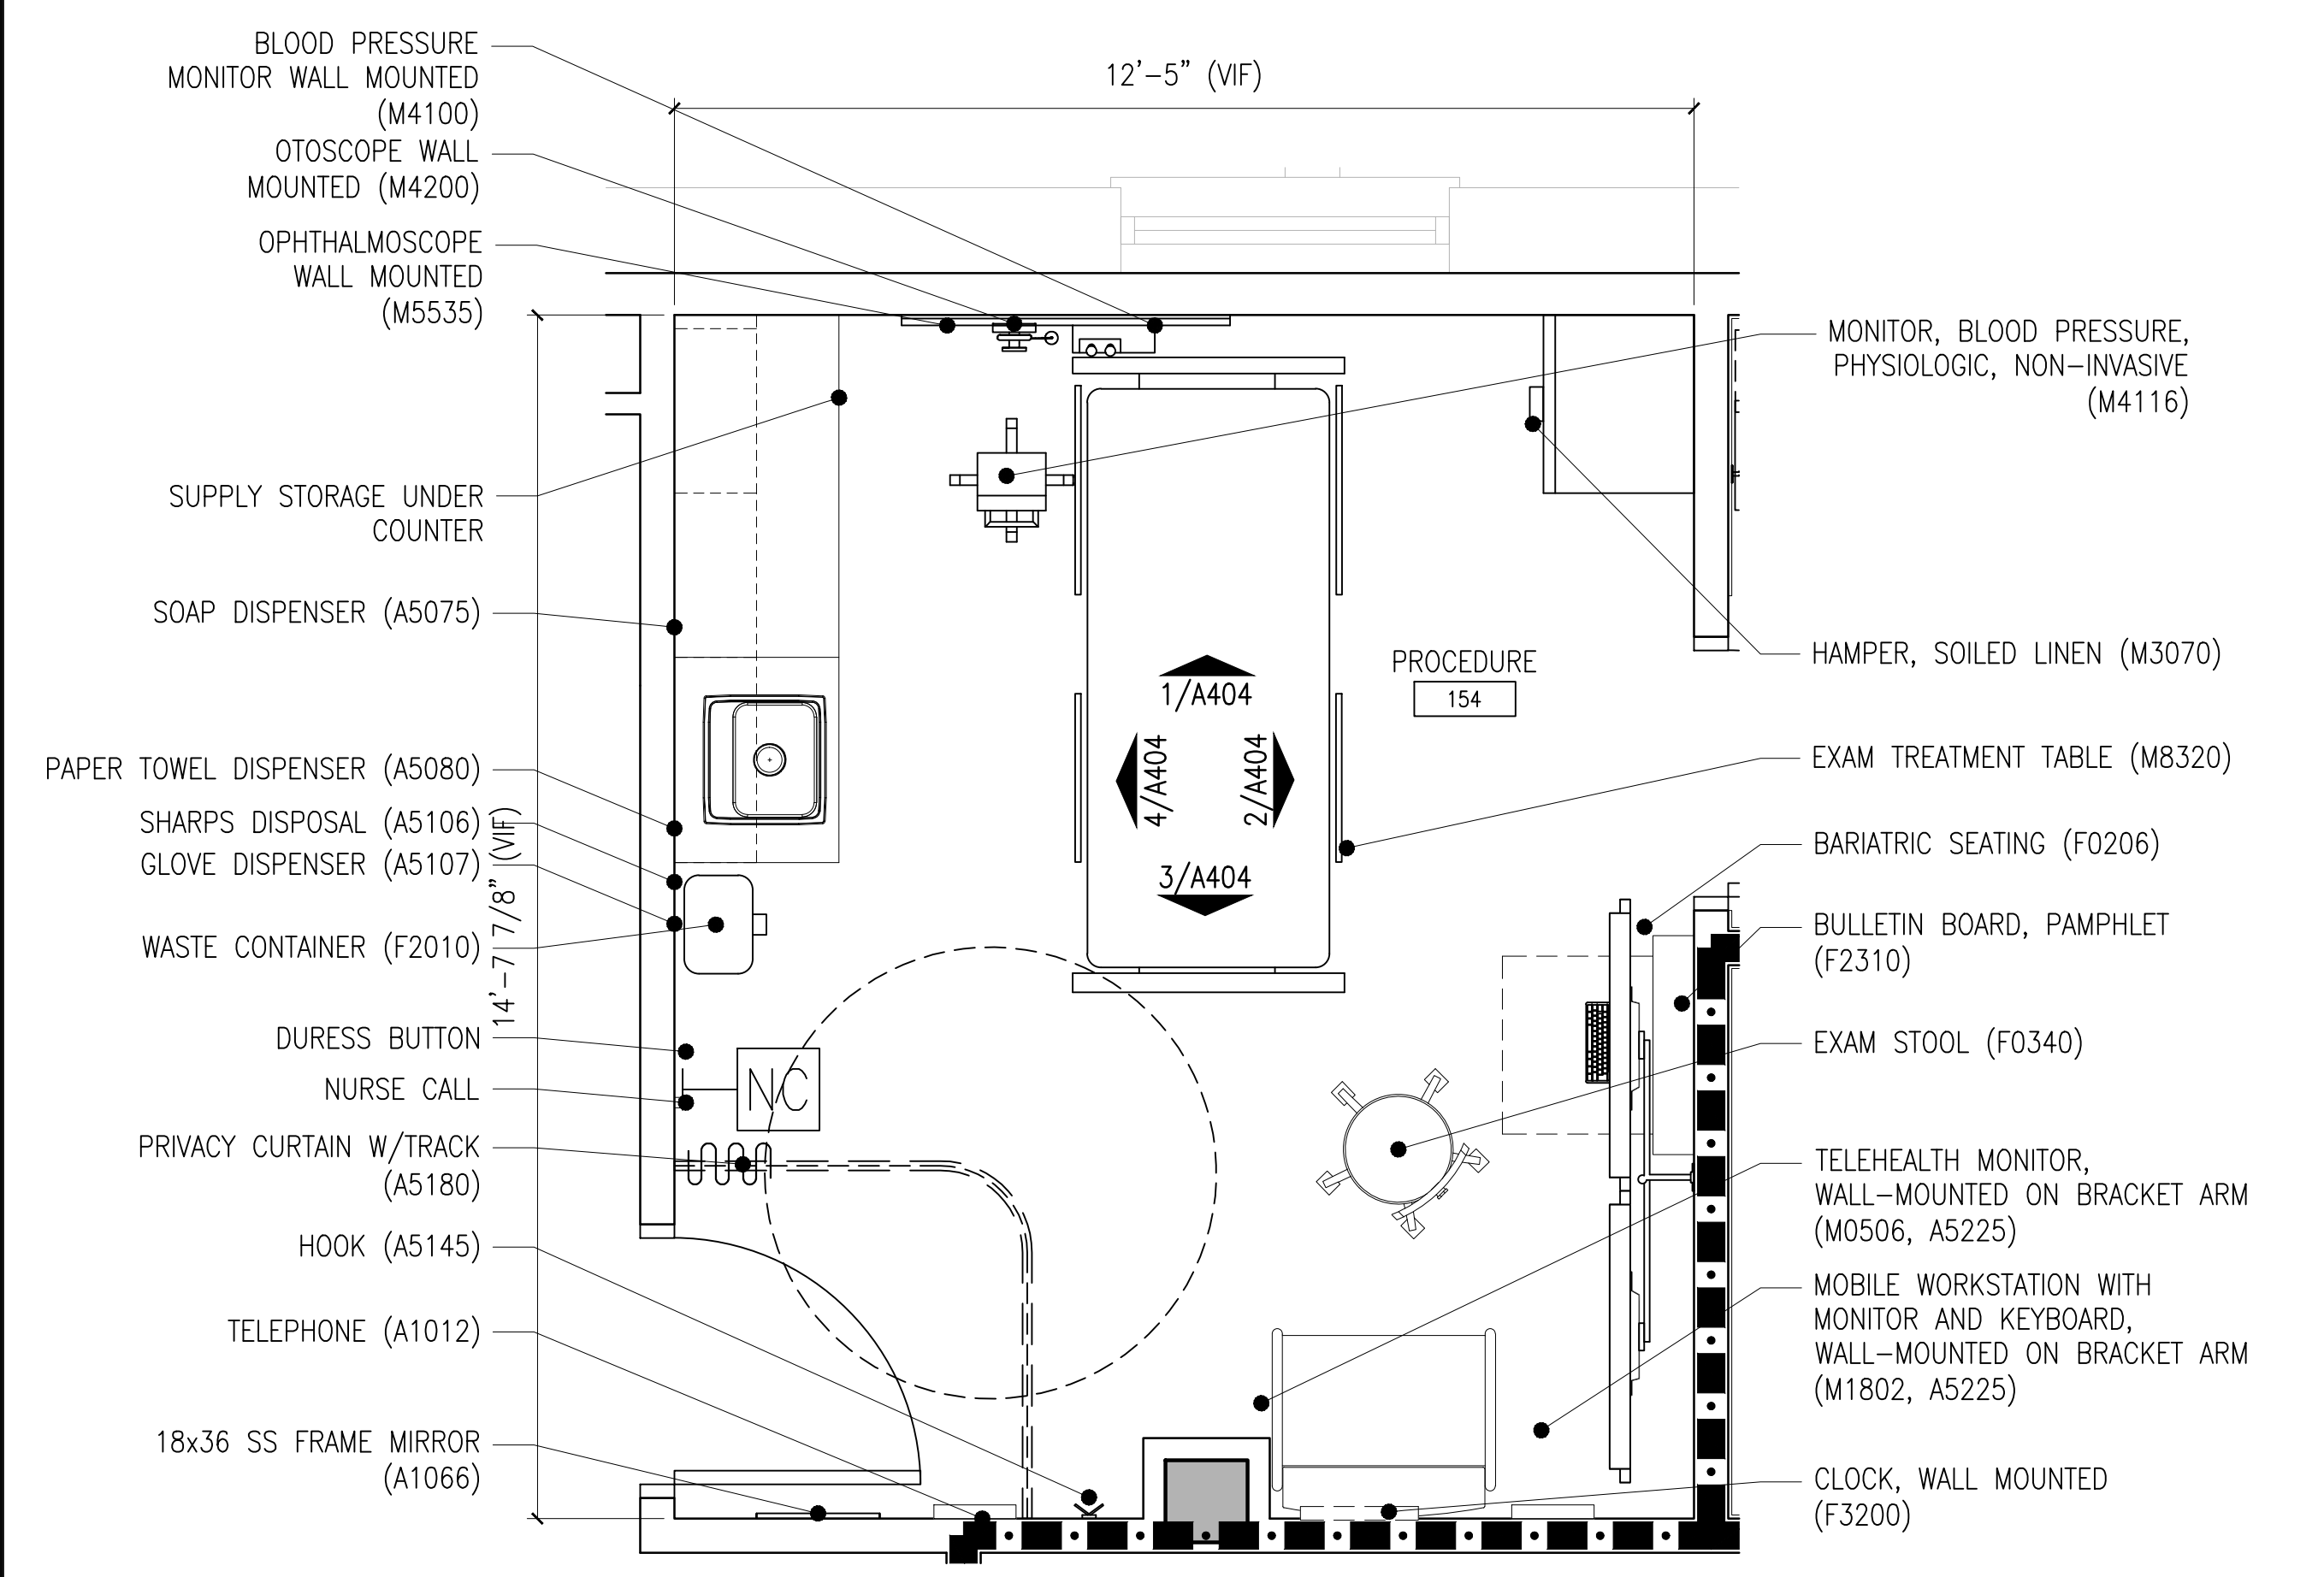 BLOOD PRESSURE
MONITOR WALL MOUNTED
(M4100)
OTOSCOPE WALL
MOUNTED (M4200)
OPHTHALMOSCOPE
WALL MOUNTED
(M5535)
SUPPLY STORAGE UNDER
COUNTER
SOAP DISPENSER (A5075)
PAPER TOWEL DISPENSER (A5080)
SHARPS DISPOSAL (A5106)
GLOVE DISPENSER (A5107)
WASTE CONTAINER (F2010)
DURESS BUTTON
NURSE CALL
PRIVACY CURTAIN W/TRACK
(A5180)
HOOK (A5145)
TELEPHONE (A1012)
18x36 SS FRAME MIRROR
(A1066)
14'-7 7/8" (VIF)
12'-5" (VIF)
NC
1/A404
4/A404
2/A404
3/A404
PROCEDURE
154
MONITOR, BLOOD PRESSURE,
PHYSIOLOGIC, NON-INVASIVE
(M4116)
HAMPER, SOILED LINEN (M3070)
EXAM TREATMENT TABLE (M8320)
BARIATRIC SEATING (F0206)
BULLETIN BOARD, PAMPHLET
(F2310)
EXAM STOOL (F0340)
TELEHEALTH MONITOR,
WALL-MOUNTED ON BRACKET ARM
(M0506, A5225)
MOBILE WORKSTATION WITH
MONITOR AND KEYBOARD,
WALL-MOUNTED ON BRACKET ARM
(M1802, A5225)
CLOCK, WALL MOUNTED
(F3200)